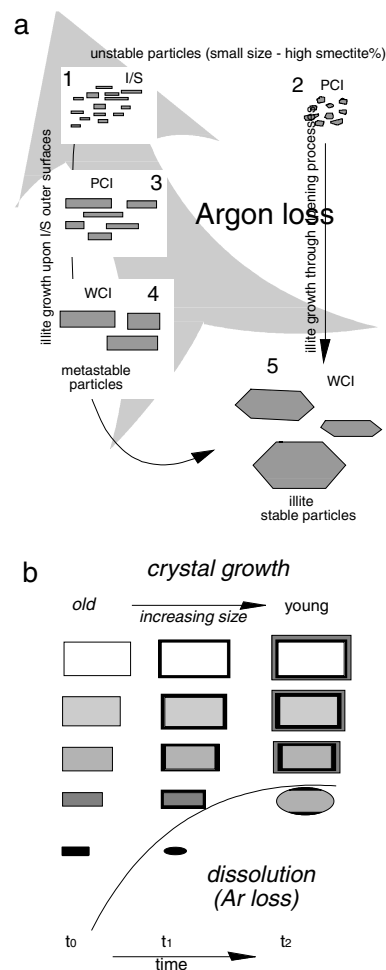 a
unstable particles (small size - high smectite%)
1 I/S
2 PCI
illite growth upon I/S outer surfaces
illite growth through ripening processes
PCI 3
Argon loss
WCI 4
metastable
particles
5
WCI
illite
stable particles
b
crystal growth
old young
increasing size
dissolution
(Ar loss)
t0 t1 t2
time